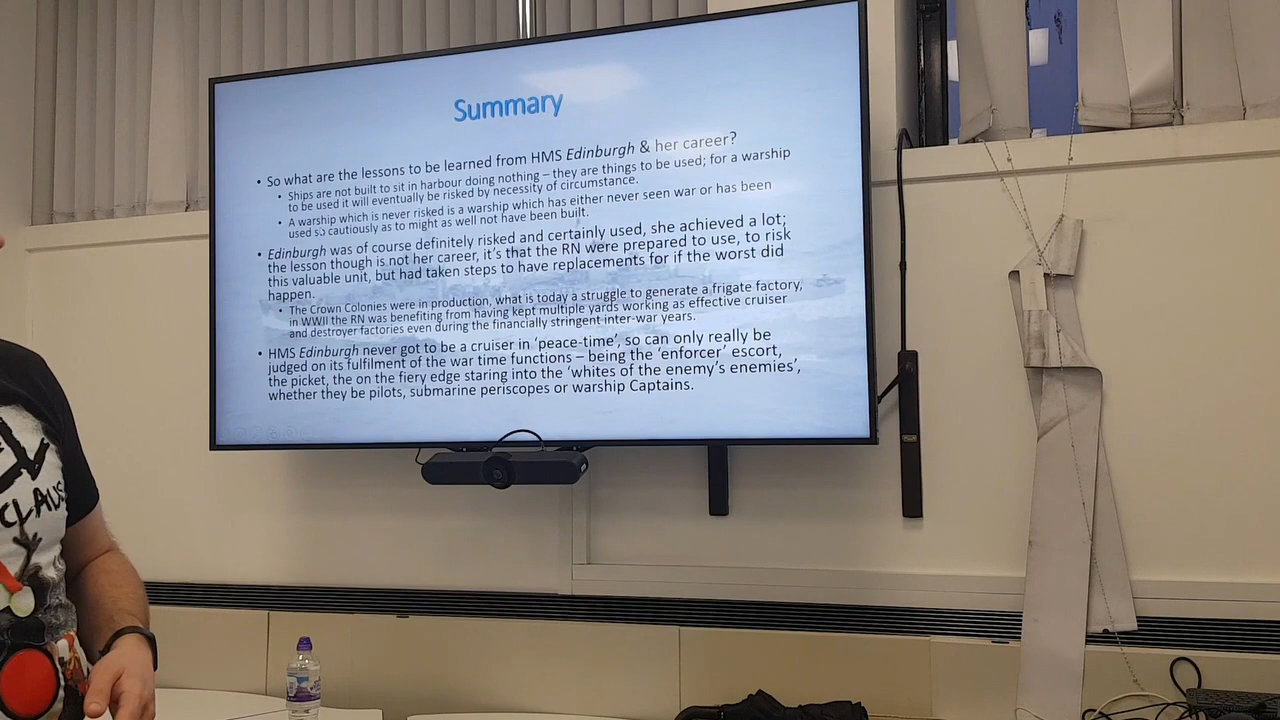 Summary
• So what are the lessons to be learned from HMS Edinburgh & her career?
• Ships are not built to sit in harbour doing nothing – they are things to be used; for a warship
to be used it will eventually be risked by necessity of circumstance.
• A warship which is never risked is a warship which has either never seen war or has been
used so cautiously as to might as well not have been built.
• Edinburgh was of course definitely risked and certainly used, she achieved a lot;
the lesson though is not her career, it's that the RN were prepared to use, to risk
this valuable unit, but had taken steps to have replacements for if the worst did
happen.
• The Crown Colonies were in production, what is today a struggle to generate a frigate factory,
in WWII the RN was benefiting from having kept multiple yards working as effective cruiser
and destroyer factories even during the financially stringent inter-war years.
• HMS Edinburgh never got to be a cruiser in 'peace-time', so can only really be
judged on its fulfilment of the war time functions – being the 'enforcer' escort,
the picket, the on the fiery edge staring into the 'whites of the enemy's enemies',
whether they be pilots, submarine periscopes or warship Captains.
CLAUS